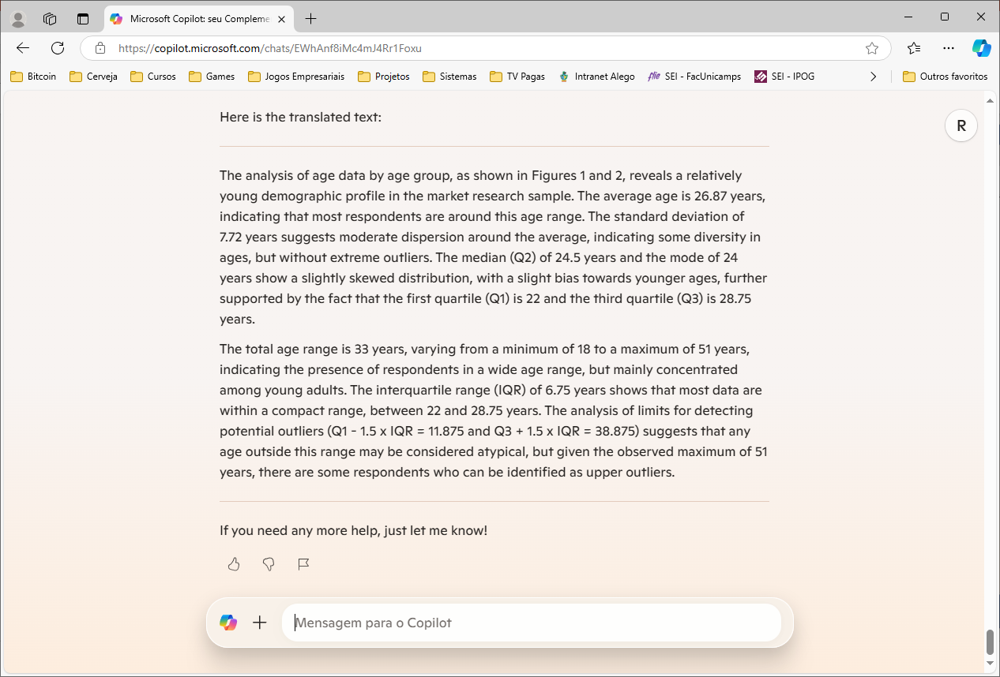 Microsoft Copilot: seu Compleme
https://copilot.microsoft.com/chats/EWhAnf8iMc4mJ4Rr1Foxu
Bitcoin Cerveja Cursos Games Jogos Empresariais Projetos Sistemas TV Pagas Intranet Alego flie SEI - FacUnicamps SEI - IPOG Outros favoritos
Here is the translated text:
R
The analysis of age data by age group, as shown in Figures 1 and 2, reveals a relatively
young demographic profile in the market research sample. The average age is 26.87 years,
indicating that most respondents are around this age range. The standard deviation of
7.72 years suggests moderate dispersion around the average, indicating some diversity in
ages, but without extreme outliers. The median (Q2) of 24.5 years and the mode of 24
years show a slightly skewed distribution, with a slight bias towards younger ages, further
supported by the fact that the first quartile (Q1) is 22 and the third quartile (Q3) is 28.75
years.
The total age range is 33 years, varying from a minimum of 18 to a maximum of 51 years,
indicating the presence of respondents in a wide age range, but mainly concentrated
among young adults. The interquartile range (IQR) of 6.75 years shows that most data are
within a compact range, between 22 and 28.75 years. The analysis of limits for detecting
potential outliers (Q1 - 1.5 x IQR = 11.875 and Q3 + 1.5 x IQR = 38.875) suggests that any
age outside this range may be considered atypical, but given the observed maximum of 51
years, there are some respondents who can be identified as upper outliers.
If you need any more help, just let me know!
Mensagem para o Copilot